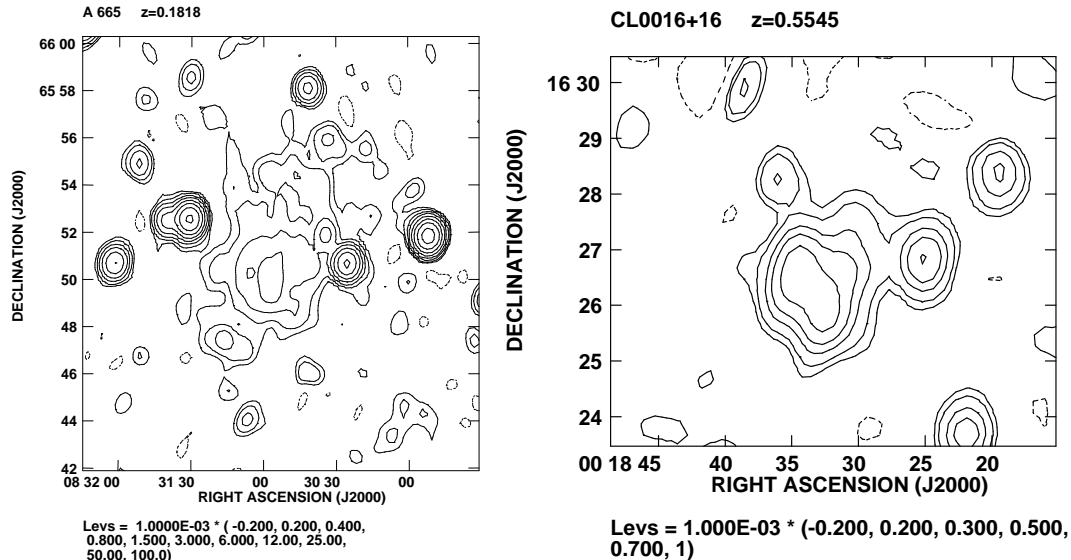 A 665 z=0.1818
DECLINATION (J2000)
66 00
65 58
56
54
52
50
48
46
44
42
08 32 00 31 30 00 30 30 00
RIGHT ASCENSION (J2000)
Levs = 1.0000E-03 * ( -0.200, 0.200, 0.400,
0.800, 1.500, 3.000, 6.000, 12.00, 25.00,
50.00, 100.0)
CL0016+16 z=0.5545
DECLINATION (J2000)
16 30
29
28
27
26
25
24
00 18 45 40 35 30 25 20
RIGHT ASCENSION (J2000)
Levs = 1.000E-03 * (-0.200, 0.200, 0.300, 0.500,
0.700, 1)